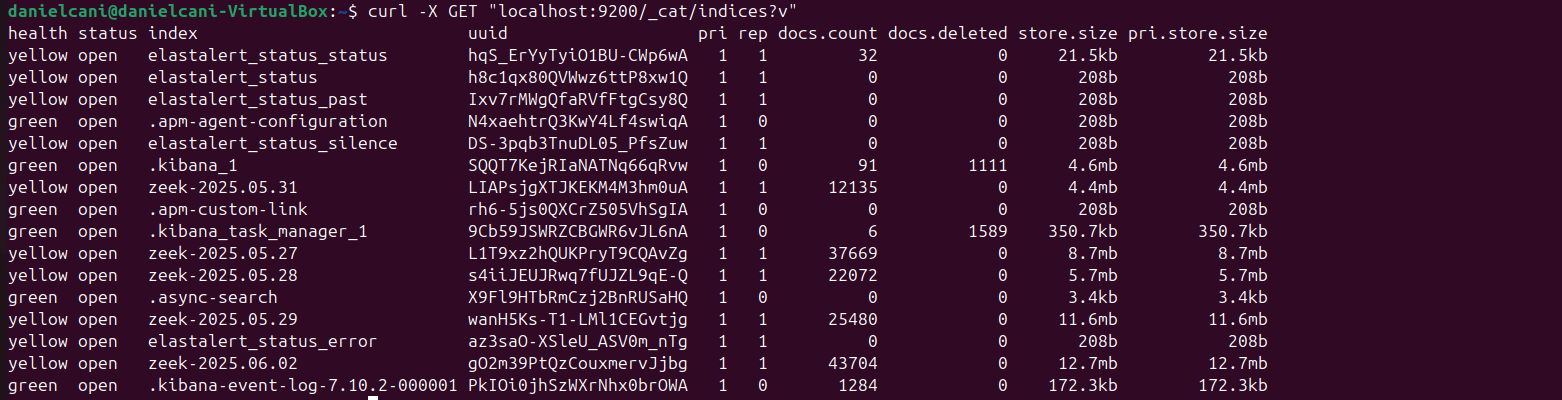 danielcani@danielcani-VirtualBox:~$ curl -X GET "localhost:9200/_cat/indices?v"
health status index                           uuid                   pri rep docs.count docs.deleted store.size pri.store.size
yellow open   elastalert_status_status        hqS_ErYyTyiO1BU-CWp6wA   1   1         32            0     21.5kb         21.5kb
yellow open   elastalert_status               h8c1qx80QVWwz6ttP8xw1Q   1   1          0            0       208b           208b
yellow open   elastalert_status_past          Ixv7rMWgQfaRVfFtgCsy8Q   1   1          0            0       208b           208b
green  open   .apm-agent-configuration        N4xaehtrQ3KwY4Lf4swiqA   1   0          0            0       208b           208b
yellow open   elastalert_status_silence       DS-3pqb3TnuDL05_PfsZuw   1   1          0            0       208b           208b
green  open   .kibana_1                       SQQT7KejRIaNATNq66qRvw   1   0         91         1111      4.6mb          4.6mb
yellow open   zeek-2025.05.31                 LIAPsjgXTJKEKM4M3hm0uA   1   1      12135            0      4.4mb          4.4mb
green  open   .apm-custom-link                rh6-5js0QXCrZ505VhSgIA   1   0          0            0       208b           208b
green  open   .kibana_task_manager_1          9Cb59JSWRZCBGWR6vJL6nA   1   0          6         1589    350.7kb        350.7kb
yellow open   zeek-2025.05.27                 L1T9xz2hQUKPryT9CQAvZg   1   1      37669            0      8.7mb          8.7mb
yellow open   zeek-2025.05.28                 s4iiJEUJRwq7fUJZL9qE-Q   1   1      22072            0      5.7mb          5.7mb
green  open   .async-search                   X9Fl9HTbRmCzj2BnRUSaHQ   1   0          0            0      3.4kb          3.4kb
yellow open   zeek-2025.05.29                 wanH5Ks-T1-LMl1CEGvtjg   1   1      25480            0     11.6mb         11.6mb
yellow open   elastalert_status_error         az3saO-XSleU_ASV0m_nTg   1   1          0            0       208b           208b
yellow open   zeek-2025.06.02                 gO2m39PtQzCouxmervJjbg   1   1      43704            0     12.7mb         12.7mb
green  open   .kibana-event-log-7.10.2-000001 PkIOi0jhSzWXrNhx0brOWA   1   0       1284            0    172.3kb        172.3kb